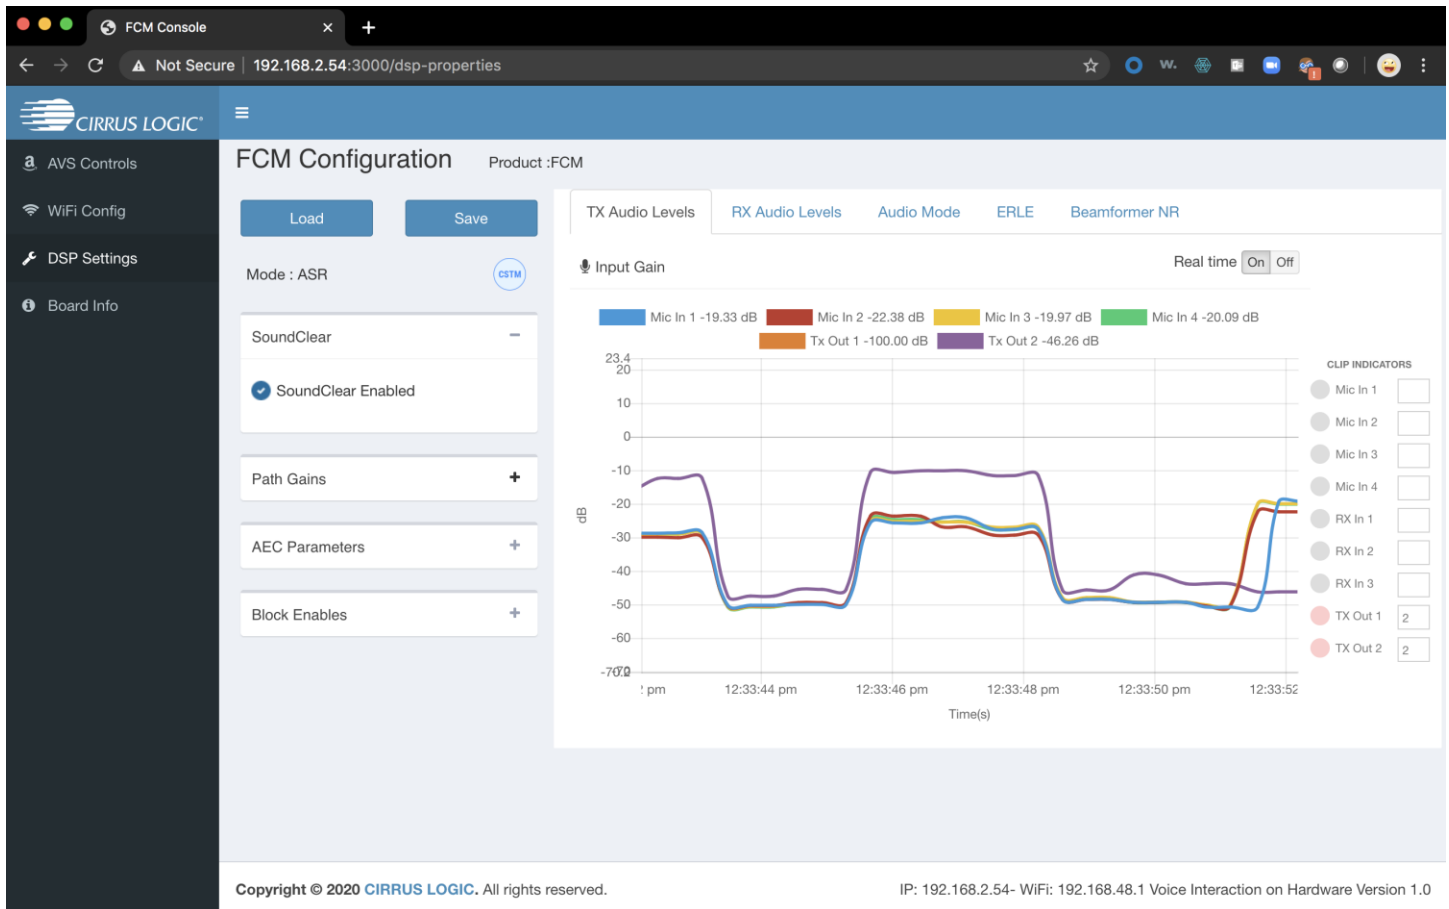 FCM Console
Not Secure | 192.168.2.54:3000/dsp-properties
CIRRUS LOGIC
AVS Controls
WiFi Config
DSP Settings
Board Info
FCM Configuration Product :FCM
Load Save
Mode : ASR CSTM
SoundClear
SoundClear Enabled
Path Gains
AEC Parameters
Block Enables
TX Audio Levels RX Audio Levels Audio Mode ERLE Beamformer NR
Input Gain Real time On Off
Mic In 1 -19.33 dB Mic In 2 -22.38 dB Mic In 3 -19.97 dB Mic In 4 -20.09 dB
Tx Out 1 -100.00 dB Tx Out 2 -46.26 dB
23.4
20
10
0
-10
-20
-30
-40
-50
-60
dB
pm 12:33:44 pm 12:33:46 pm 12:33:48 pm 12:33:50 pm 12:33:52
Time(s)
CLIP INDICATORS
Mic In 1
Mic In 2
Mic In 3
Mic In 4
RX In 1
RX In 2
RX In 3
TX Out 1 2
TX Out 2 2
Copyright © 2020 CIRRUS LOGIC. All rights reserved.
IP: 192.168.2.54- WiFi: 192.168.48.1 Voice Interaction on Hardware Version 1.0